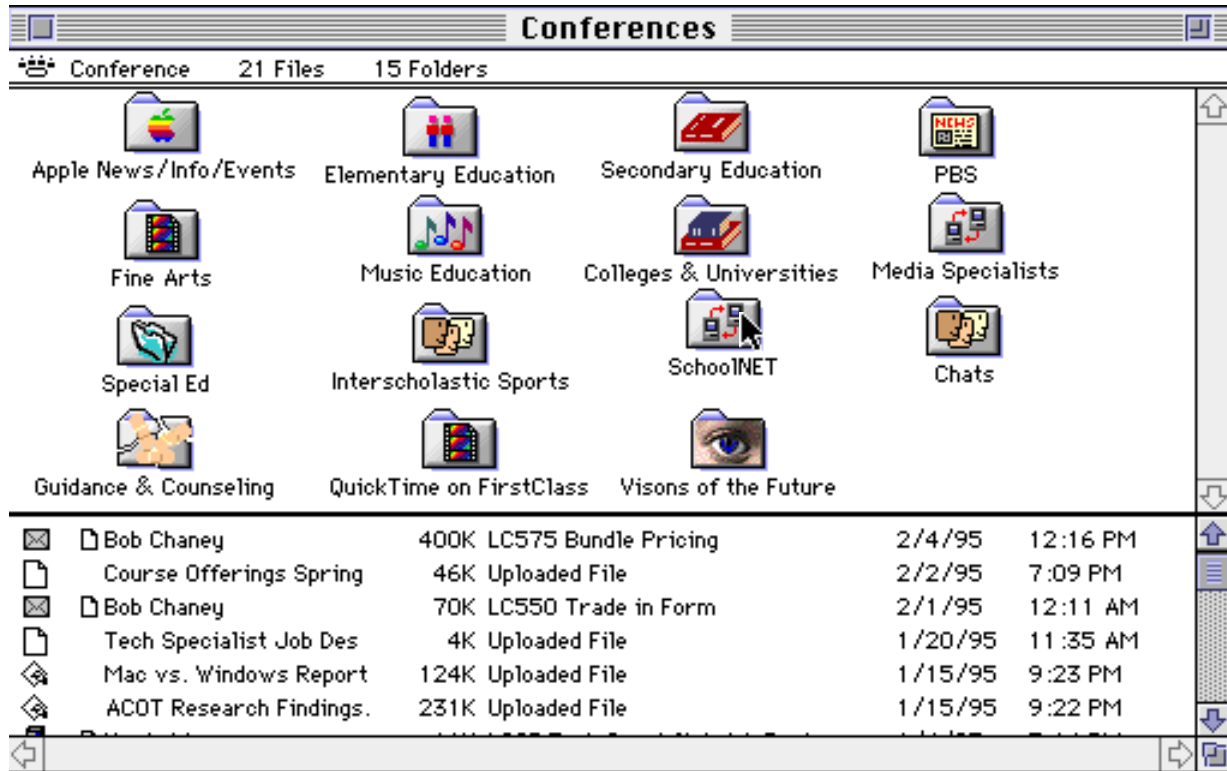 Conferences
Conference 21 Files 15 Folders
NEWS
Apple News/Info/Events Elementary Education Secondary Education PBS
Fine Arts Music Education Colleges & Universities Media Specialists
Special Ed Interscholastic Sports SchoolNET Chats
Guidance & Counseling QuickTime on FirstClass Visons of the Future
Bob Chaney 400K LC575 Bundle Pricing 2/4/95 12:16 PM
Course Offerings Spring 46K Uploaded File 2/2/95 7:09 PM
Bob Chaney 70K LC550 Trade in Form 2/1/95 12:11 AM
Tech Specialist Job Des 4K Uploaded File 1/20/95 11:35 AM
Mac vs. Windows Report 124K Uploaded File 1/15/95 9:23 PM
ACOT Research Findings. 231K Uploaded File 1/15/95 9:22 PM